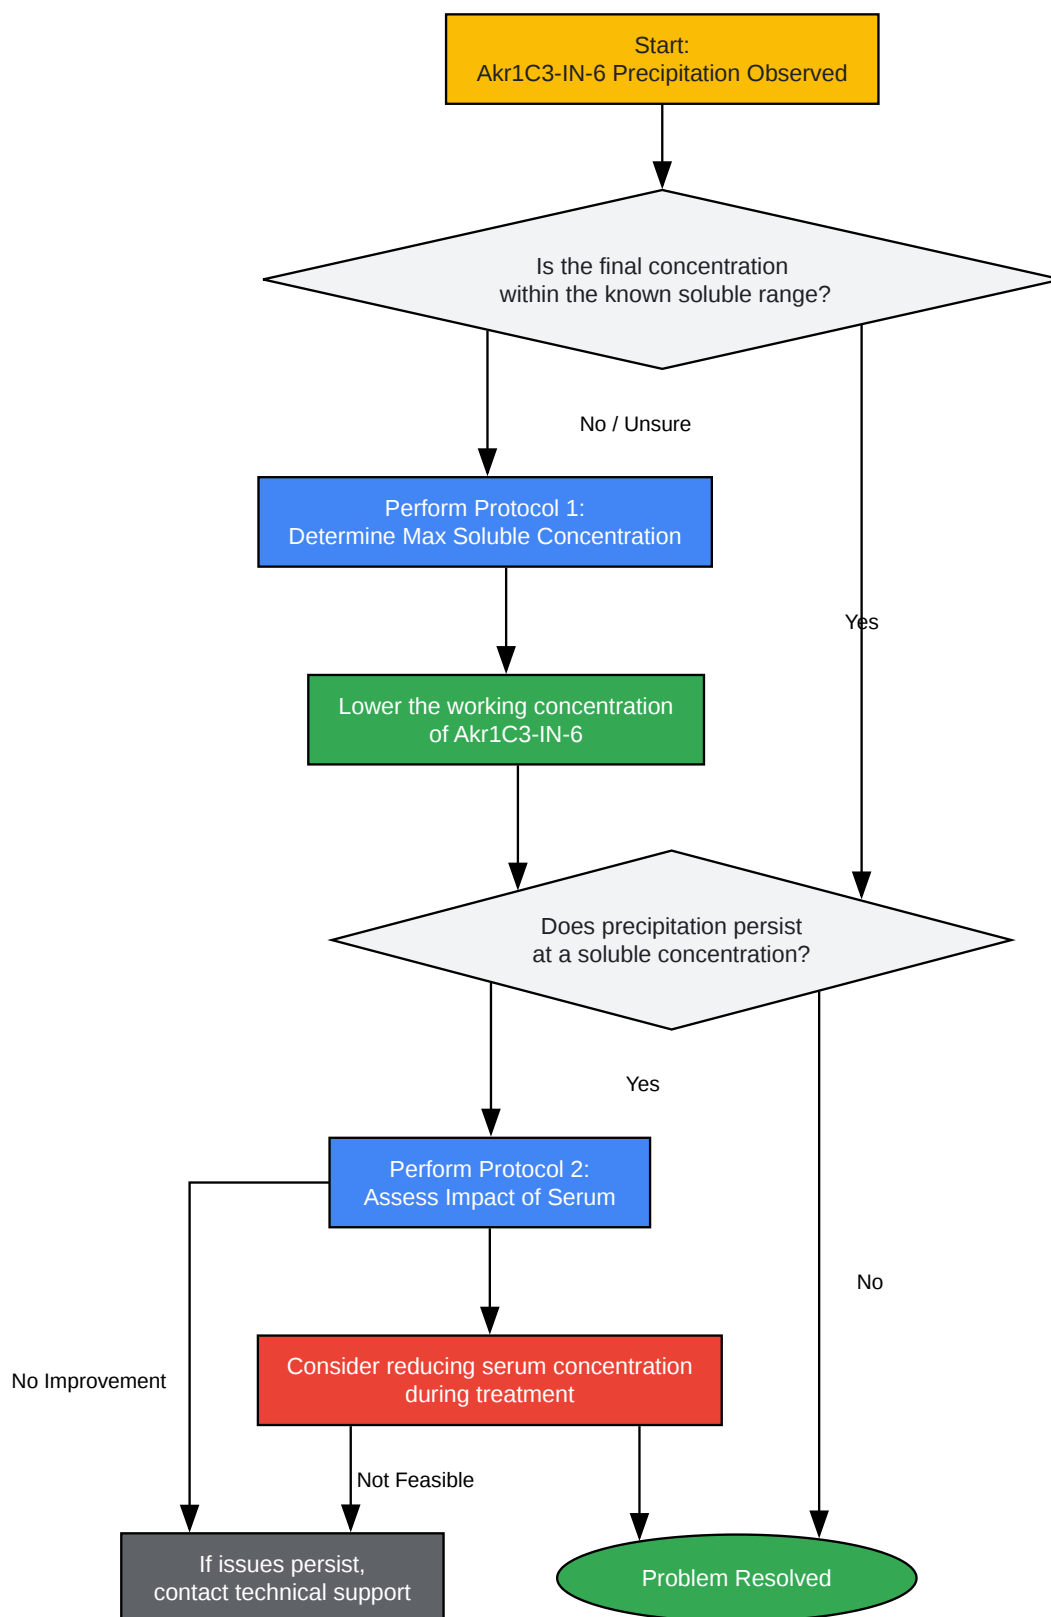 Start:
Akr1C3-IN-6 Precipitation Observed
Is the final concentration
within the known soluble range?
No / Unsure
Perform Protocol 1:
Determine Max Soluble Concentration
Yes
Lower the working concentration
of Akr1C3-IN-6
Does precipitation persist
at a soluble concentration?
Yes
Perform Protocol 2:
Assess Impact of Serum
No
Consider reducing serum concentration
during treatment
No Improvement
Not Feasible
If issues persist,
contact technical support
Problem Resolved